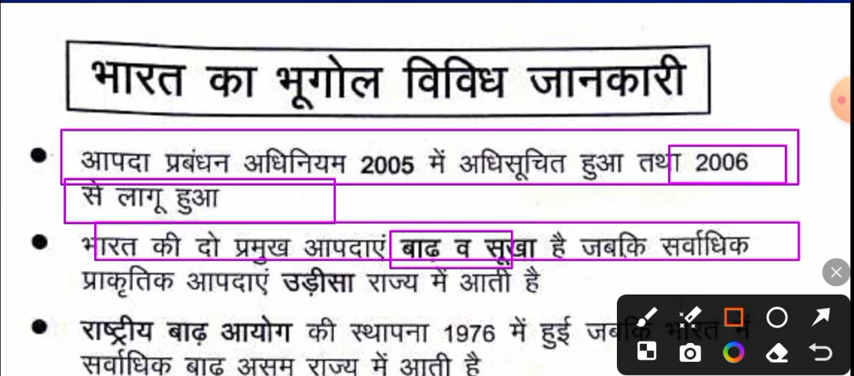 भारत का भूगोल विविध जानकारी
• आपदा प्रबंधन अधिनियम 2005 में अधिसूचित हुआ तथा 2006
से लागू हुआ
• भारत की दो प्रमुख आपदाएं बाढ़ व सूखा है जबकि सर्वाधिक
प्राकृतिक आपदाएं उड़ीसा राज्य में आती है
• राष्ट्रीय बाढ़ आयोग की स्थापना 1976 में हुई जबकि भारत में
सर्वाधिक बाढ़ असम राज्य में आती है